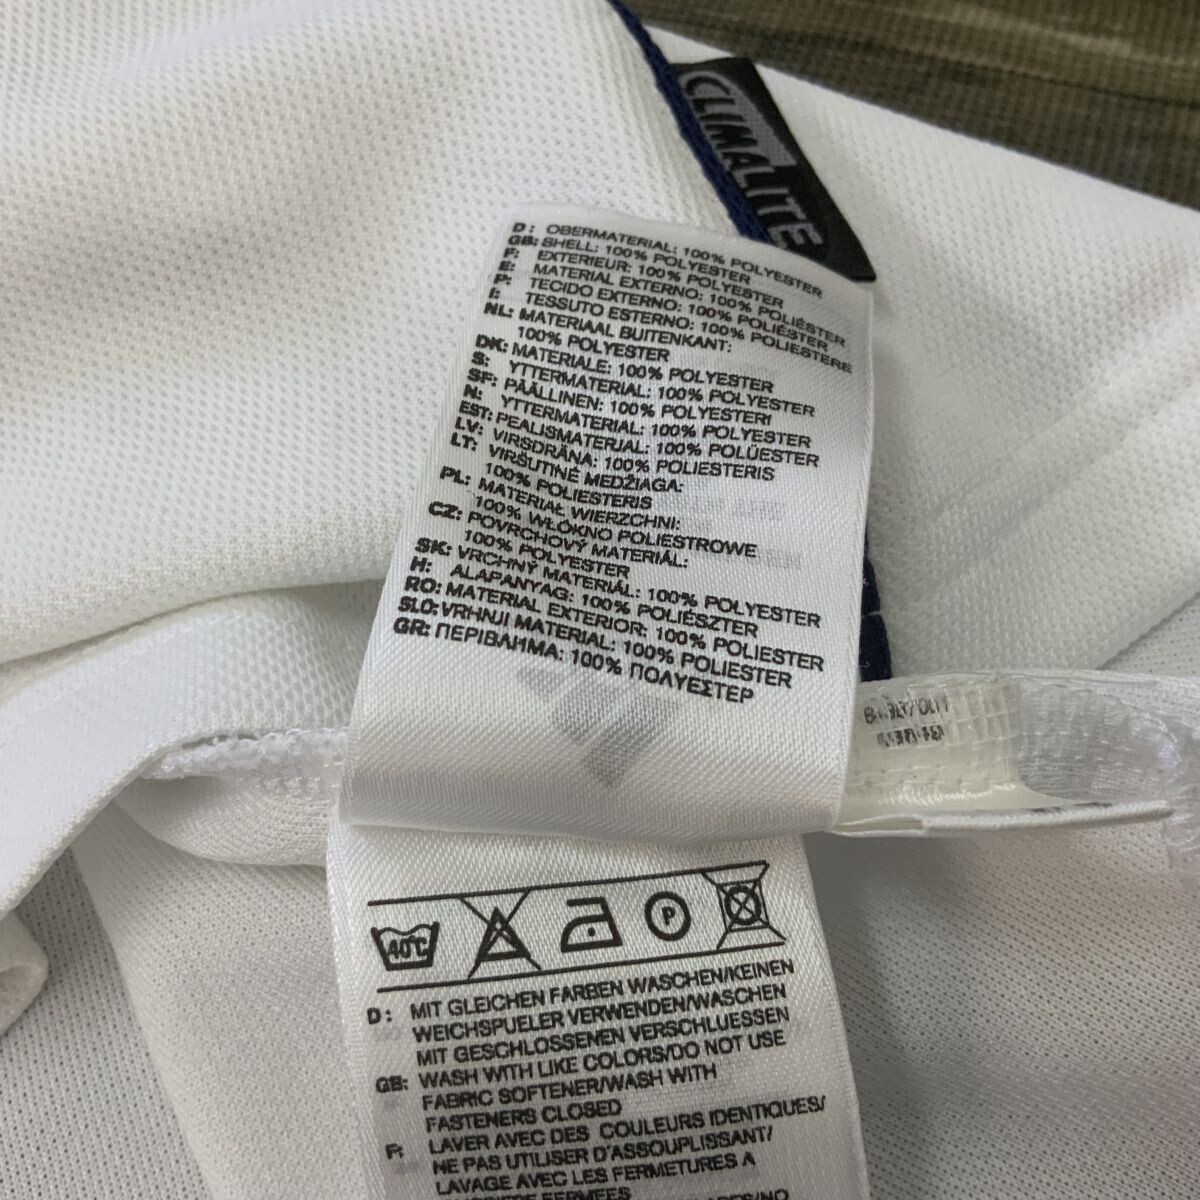 CLIMALITE
D: OBERMATERIAL: 100% POLYESTER
GB: SHELL: 100% POLYESTER
F: EXTERIEUR: 100% POLYESTER
E: MATERIAL EXTERNO: 100% POLIÉSTER
P: TECIDO EXTERNO: 100% POLIÉSTER
I: TESSUTO ESTERNO: 100% POLIESTERE
NL: MATERIAAL BUITENKANT:
100% POLYESTER
DK: MATERIALE: 100% POLYESTER
S: YTTERMATERIAL: 100% POLYESTER
SF: PÄÄLLINEN: 100% POLYESTERI
N: YTTERMATERIAL: 100% POLYESTER
EST: PEALISMATERJAL: 100% POLÜESTER
LV: VIRSDRĀNA: 100% POLIESTERIS
LT: VIRŠUTINĖ MEDŽIAGA:
100% POLIESTERIS
PL: MATERIAŁ WIERZCHNI:
100% WŁÓKNO POLIESTROWE
CZ: POVRCHOVÝ MATERIÁL:
100% POLYESTER
SK: VRCHNÝ MATERIÁL: 100% POLYESTER
H: ALAPANYAG: 100% POLIÉSZTER
RO: MATERIAL EXTERIOR: 100% POLIESTER
SLO: VRHNJI MATERIAL: 100% POLIESTER
GR: ΠΕΡΙΒΛΗΜΑ: 100% ΠΟΛΥΕΣΤΕΡ
40°C P
D: MIT GLEICHEN FARBEN WASCHEN/KEINEN
WEICHSPUELER VERWENDEN/WASCHEN
MIT GESCHLOSSENEN VERSCHLUESSEN
GB: WASH WITH LIKE COLORS/DO NOT USE
FABRIC SOFTENER/WASH WITH
FASTENERS CLOSED
F: LAVER AVEC DES COULEURS IDENTIQUES/
NE PAS UTILISER D'ASSOUPLISSANT/
LAVAGE AVEC LES FERMETURES A
FERMEES